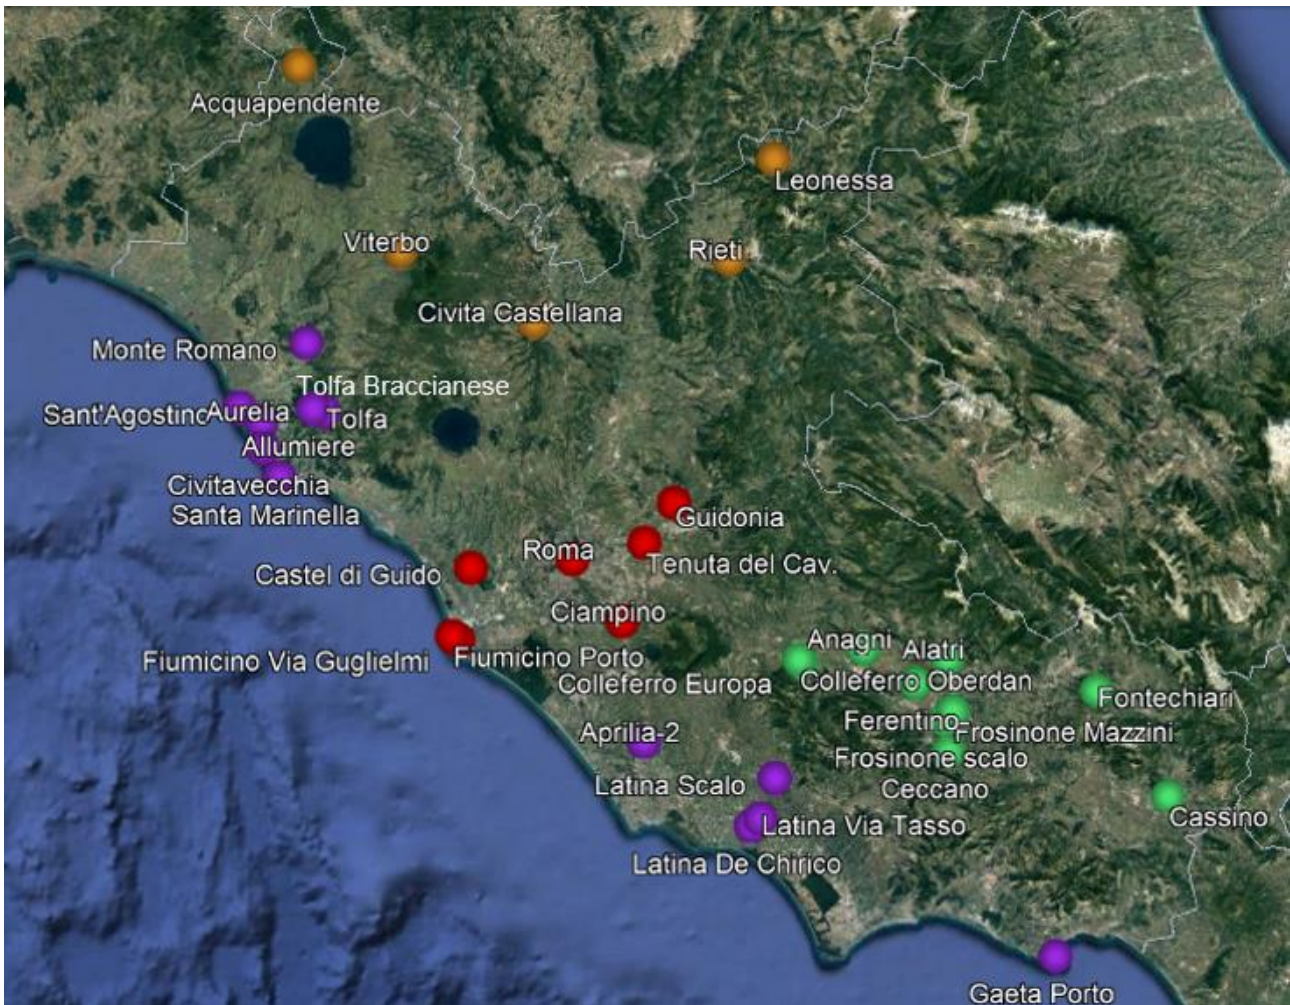 Acquapendente
Leonessa
Viterbo
Rieti
Civita Castellana
Monte Romano
Tolfa Braccianese
Sant'Agostino
Aurelia
Tolfa
Allumiere
Civitavecchia
Santa Marinella
Guidonia
Roma
Tenuta del Cav.
Castel di Guido
Ciampino
Anagni
Alatri
Fiumicino Via Guglielmi
Fiumicino Porto
Colleferro Europa
Colleferro Oberdan
Fontechiari
Ferentino
Frosinone Mazzini
Aprilia-2
Frosinone scalo
Latina Scalo
Ceccano
Cassino
Latina Via Tasso
Latina De Chirico
Gaeta Porto